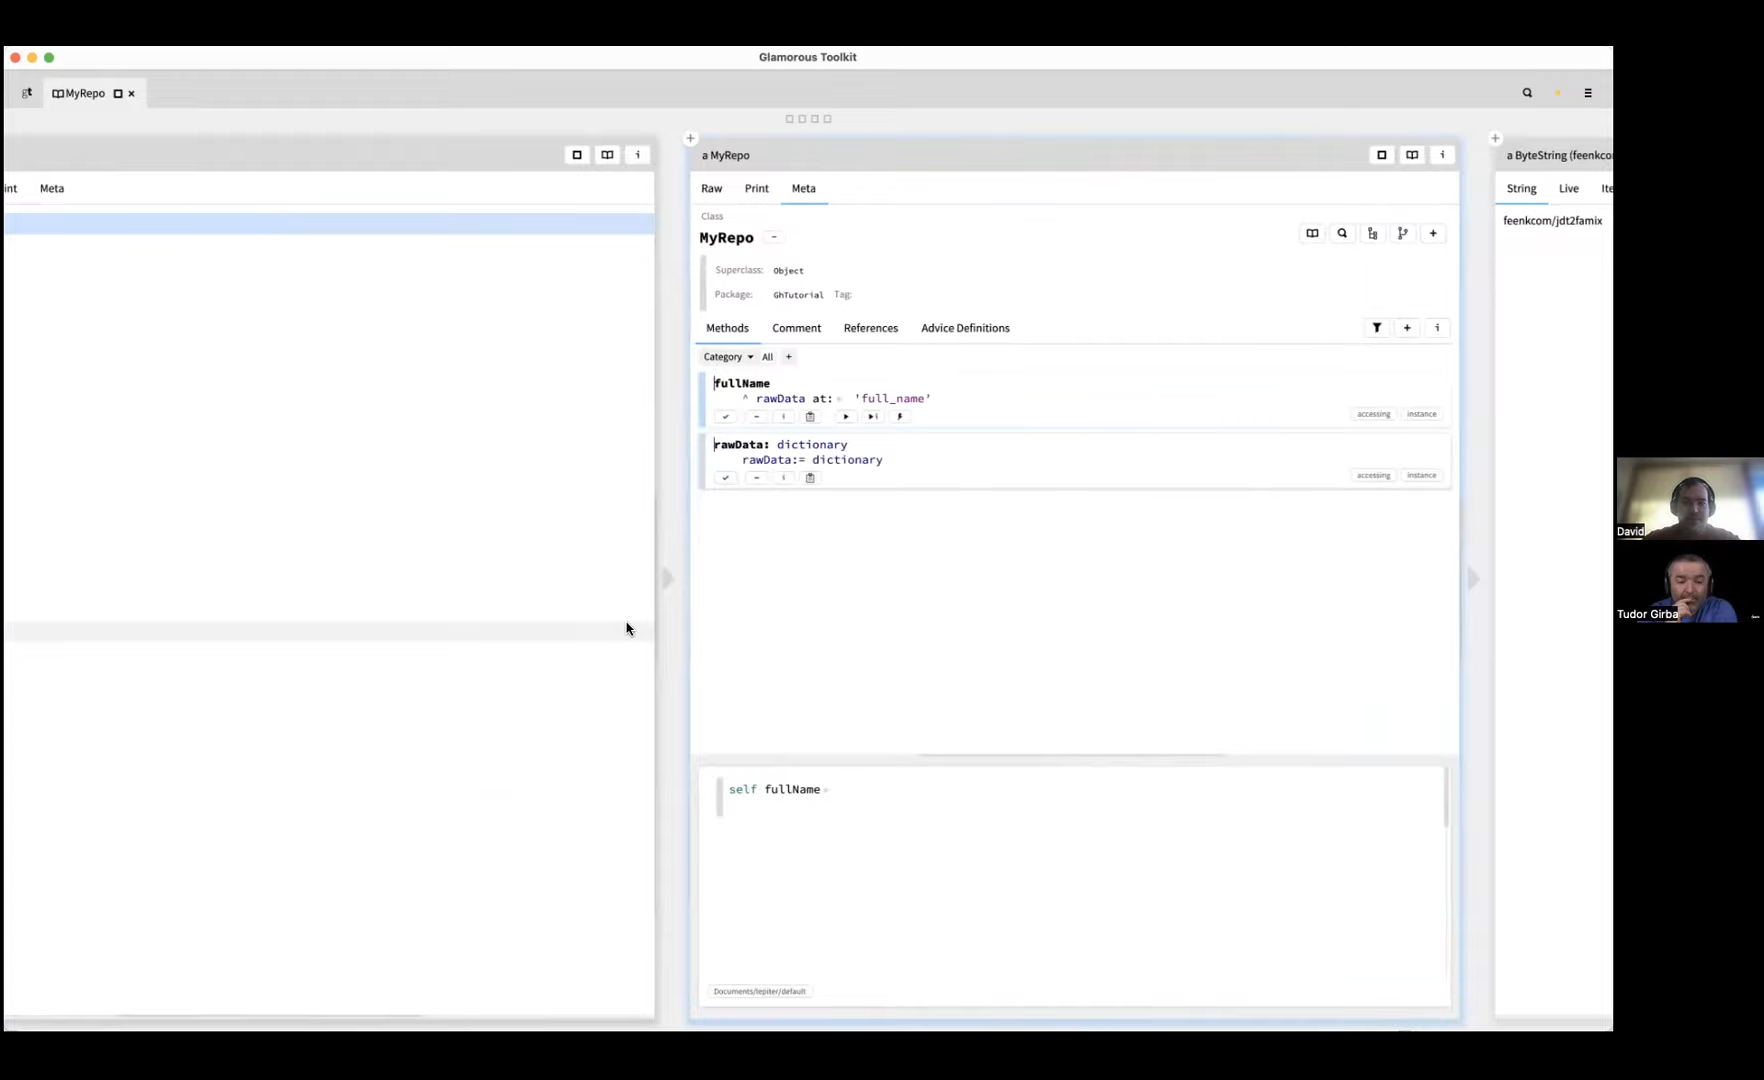 Glamorous Toolkit
gt MyRepo
a MyRepo
a ByteString (feenkco
int Meta
Raw Print Meta
String Live Ite
Class
feenkcom/jdt2famix
MyRepo
Superclass: Object
Package: GhTutorial Tag:
Methods Comment References Advice Definitions
Category All +
fullName
^ rawData at: 'full_name'
accessing instance
rawData: dictionary
rawData:= dictionary
accessing instance
David
Tudor Girba
self fullName
Documents/lepiter/default